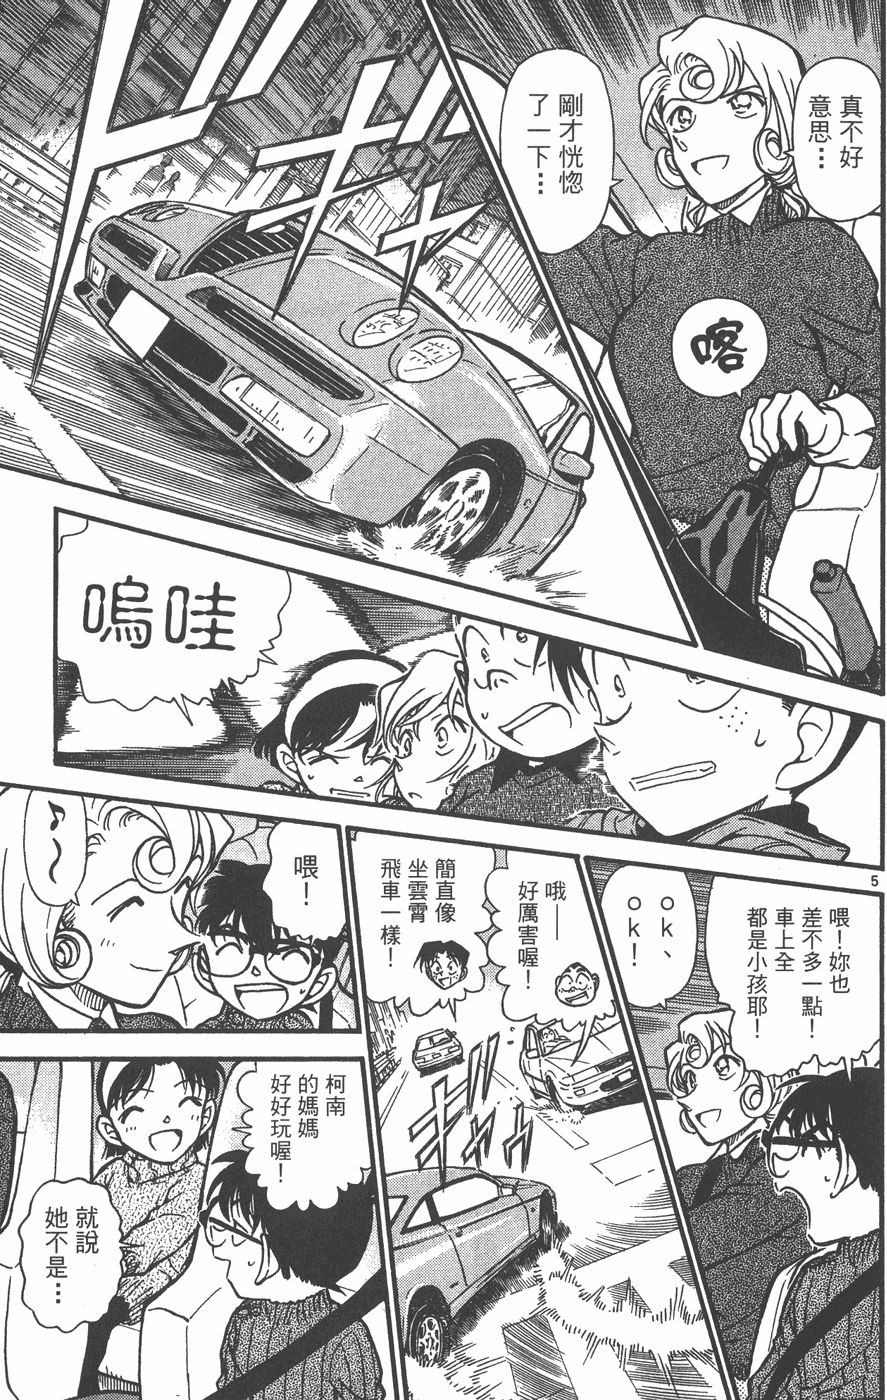 真不好
意思…
剛才恍惚
了一下…
喀
嗚哇
5
喂！妳也
差不多一點！
車上全
都是小孩耶！
ok、
ok！
哦——
好厲害喔！
簡直像
坐雲霄
飛車一樣！
喂！
柯南
的媽媽
好好玩喔！
就說
她不是…